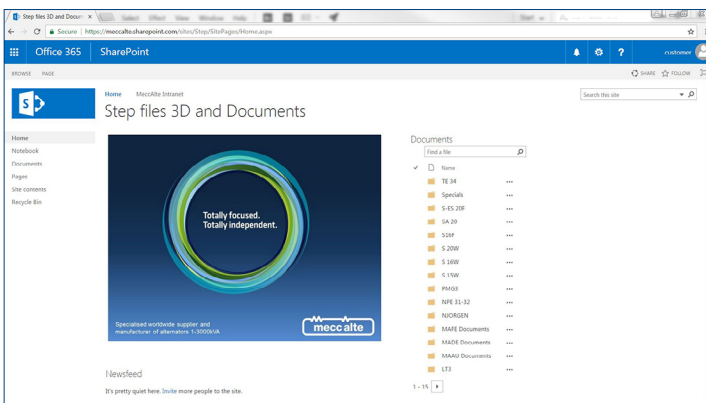 Step files 3D and Docum
Secure | https://meccalte.sharepoint.com/sites/Step/SitePages/Home.aspx
Office 365 SharePoint ? customer
BROWSE PAGE SHARE FOLLOW
Home MeccAlte Intranet Search this site
Step files 3D and Documents
Home
Notebook
Documents
Pages
Site contents
Recycle Bin
Totally focused.
Totally independent.
Specialised worldwide supplier and
manufacturer of alternators 1-3000kVA
mecc alte
Newsfeed
It's pretty quiet here. Invite more people to the site.
Documents
Find a file
Name
TE 34
Specials
S-ES 20F
SA 20
S16F
S 20W
S 16W
S 15W
PMG3
NPE 31-32
NJORGEN
MAFE Documents
MADE Documents
MAAU Documents
LT3
1 - 15